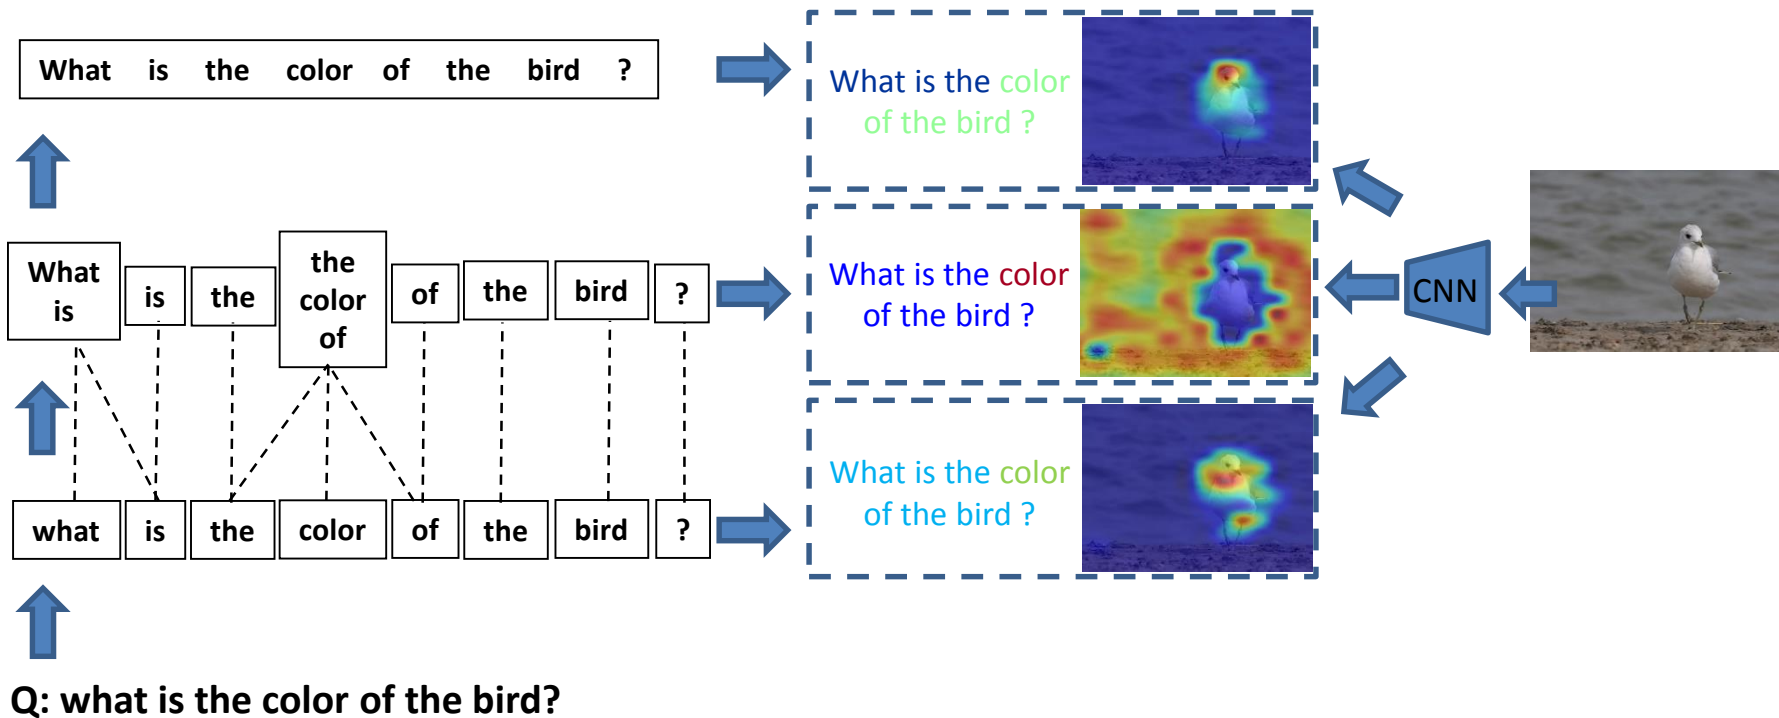 What is the color of the bird ?
What is the color
of the bird ?
What
is
is
the
the
color
of
of
the
bird
?
What is the color
of the bird ?
CNN
what
is
the
color
of
the
bird
?
What is the color
of the bird ?
Q: what is the color of the bird?